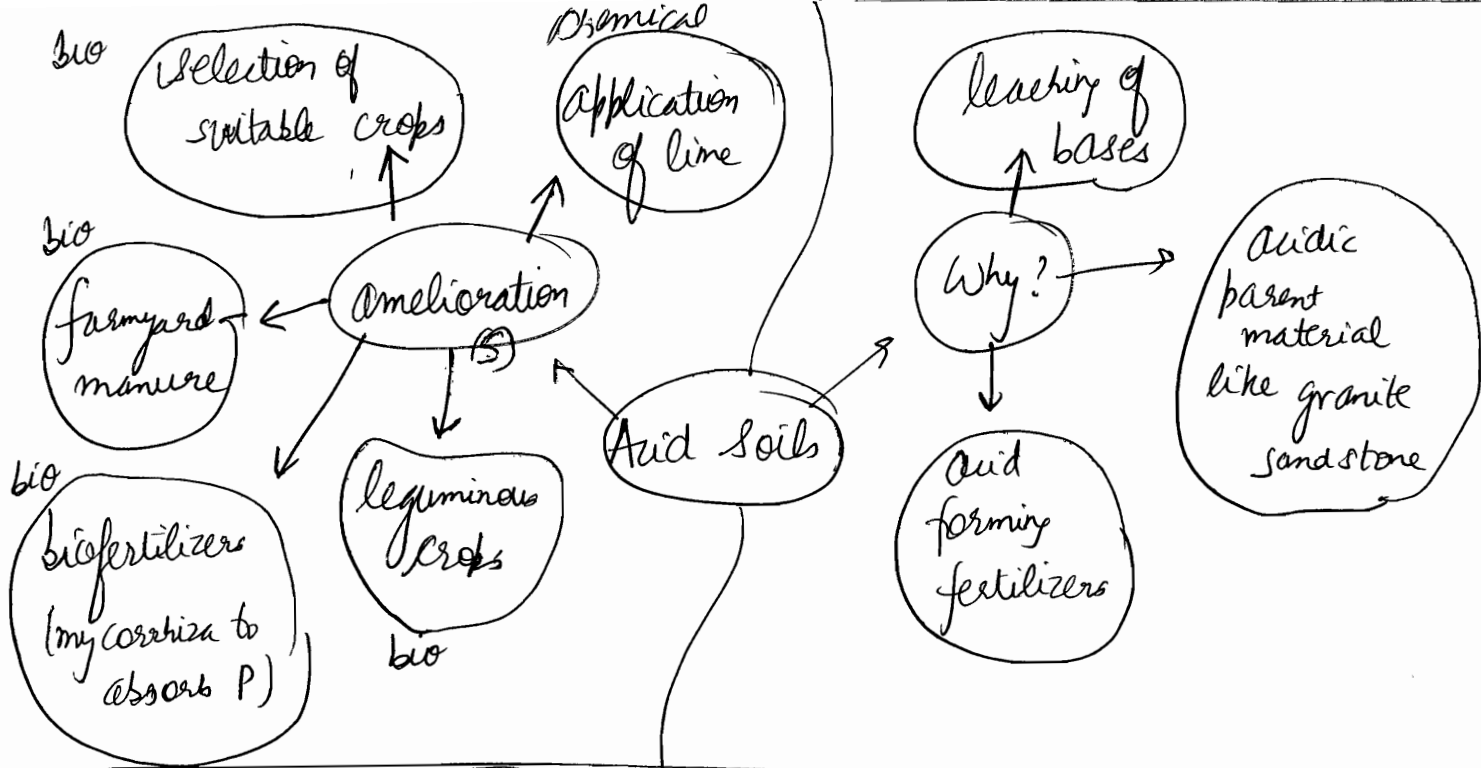 bio
selection of
suitable crops
Chemical
application
of lime
leaching of
bases
bio
farmyard
manure
amelioration
5
Why?
acidic
parent
material
like granite
sandstone
Acid Soils
bio
biofertilizers
(mycorrhiza to
absorb P)
leguminous
crops
bio
acid
forming
fertilizers